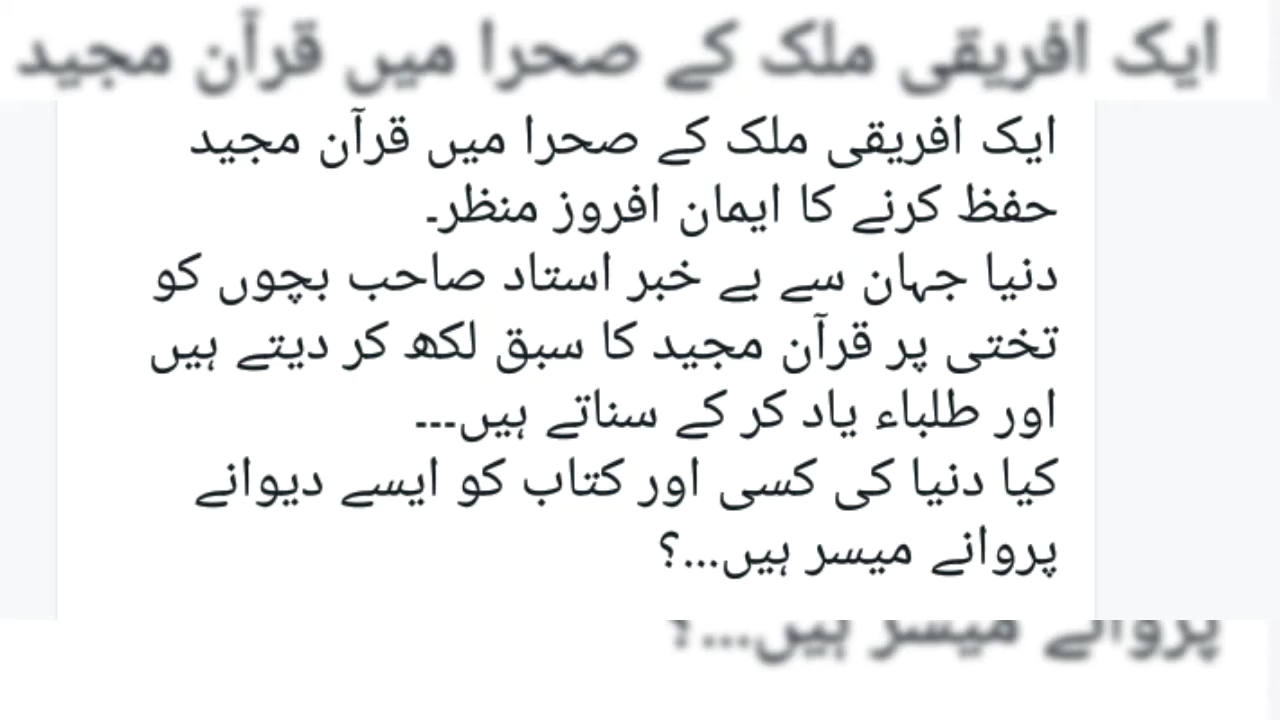 ایک افریقی ملک کے صحرا میں قرآن مجید
ایک افریقی ملک کے صحرا میں قرآن مجید
حفظ کرنے کا ایمان افروز منظر۔
دنیا جہان سے بے خبر استاد صاحب بچوں کو
تختی پر قرآن مجید کا سبق لکھ کر دیتے ہیں
اور طلباء یاد کر کے سناتے ہیں۔۔۔
کیا دنیا کی کسی اور کتاب کو ایسے دیوانے
پروانے میسر ہیں...؟
پروانے میسر ہیں...؟